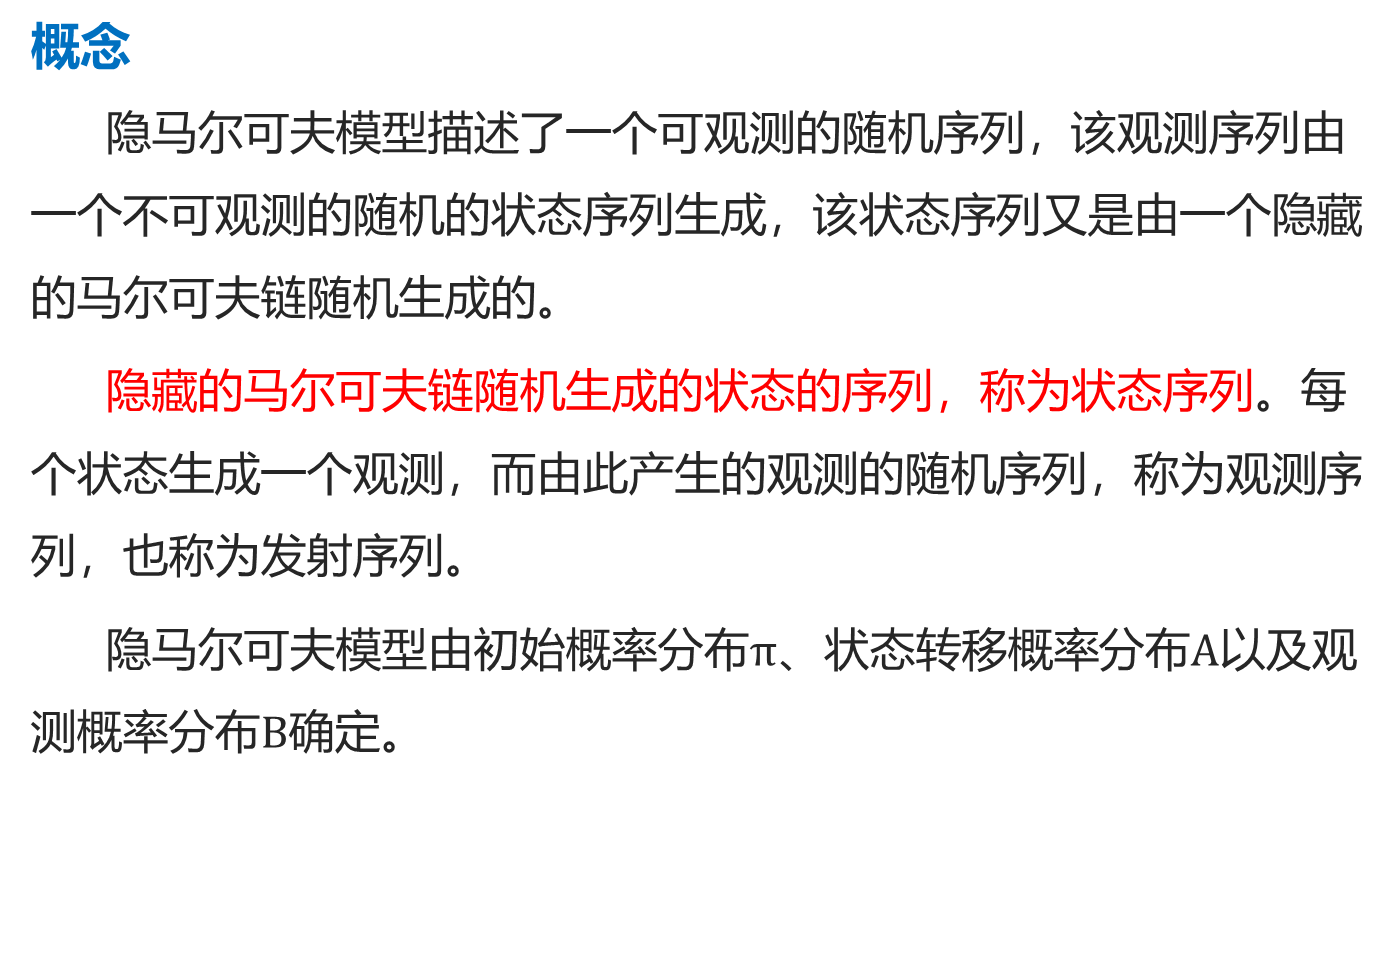 概念
隐马尔可夫模型描述了一个可观测的随机序列，该观测序列由
一个不可观测的随机的状态序列生成，该状态序列又是由一个隐藏
的马尔可夫链随机生成的。
隐藏的马尔可夫链随机生成的状态的序列，称为状态序列。每
个状态生成一个观测，而由此产生的观测的随机序列，称为观测序
列，也称为发射序列。
隐马尔可夫模型由初始概率分布π、状态转移概率分布A以及观
测概率分布B确定。